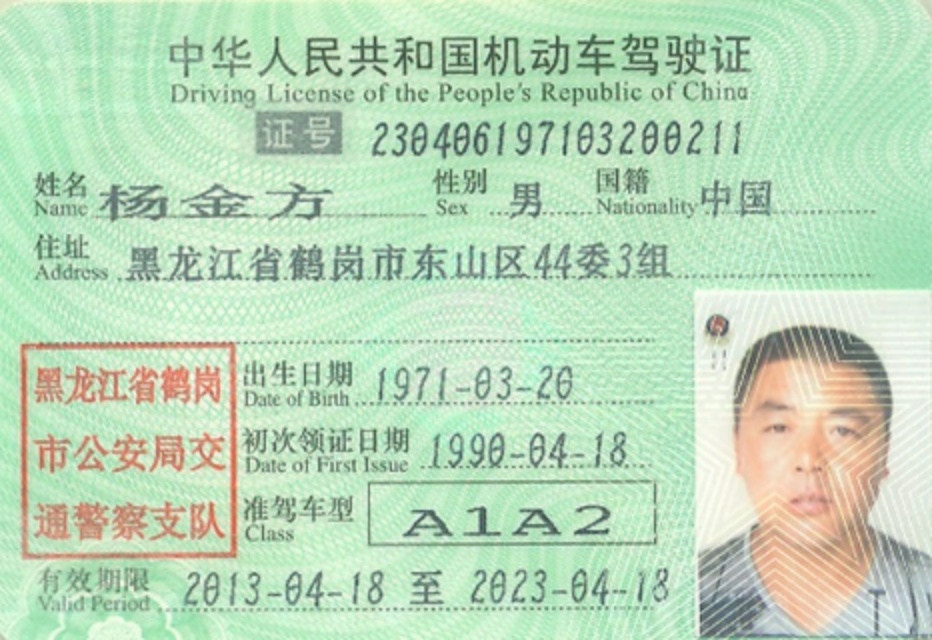 中华人民共和国机动车驾驶证
Driving License of the People's Republic of China
证号 230406197103200211
姓名 杨金方 性别 男 国籍 中国
Name Sex Nationality
住址 黑龙江省鹤岗市东山区44委3组
Address
黑龙江省鹤岗
市公安局交
通警察支队
出生日期 1971-03-20
Date of Birth
初次领证日期 1990-04-18
Date of First Issue
准驾车型 A1A2
Class
有效期限 2013-04-18 至 2023-04-18
Valid Period